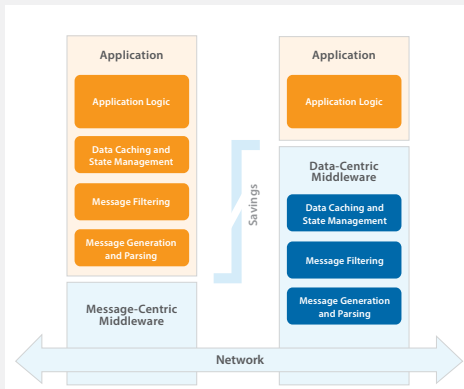 Application
Application Logic
Data Caching and
State Management
Message Filtering
Message Generation
and Parsing
Message-Centric
Middleware
Savings
Application
Application Logic
Data-Centric
Middleware
Data Caching and
State Management
Message Filtering
Message Generation
and Parsing
Network